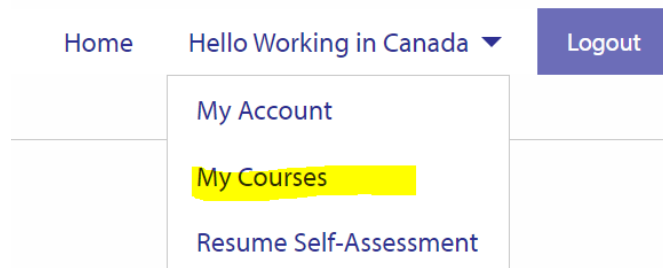 Home Hello Working in Canada Logout
My Account
My Courses
Resume Self-Assessment